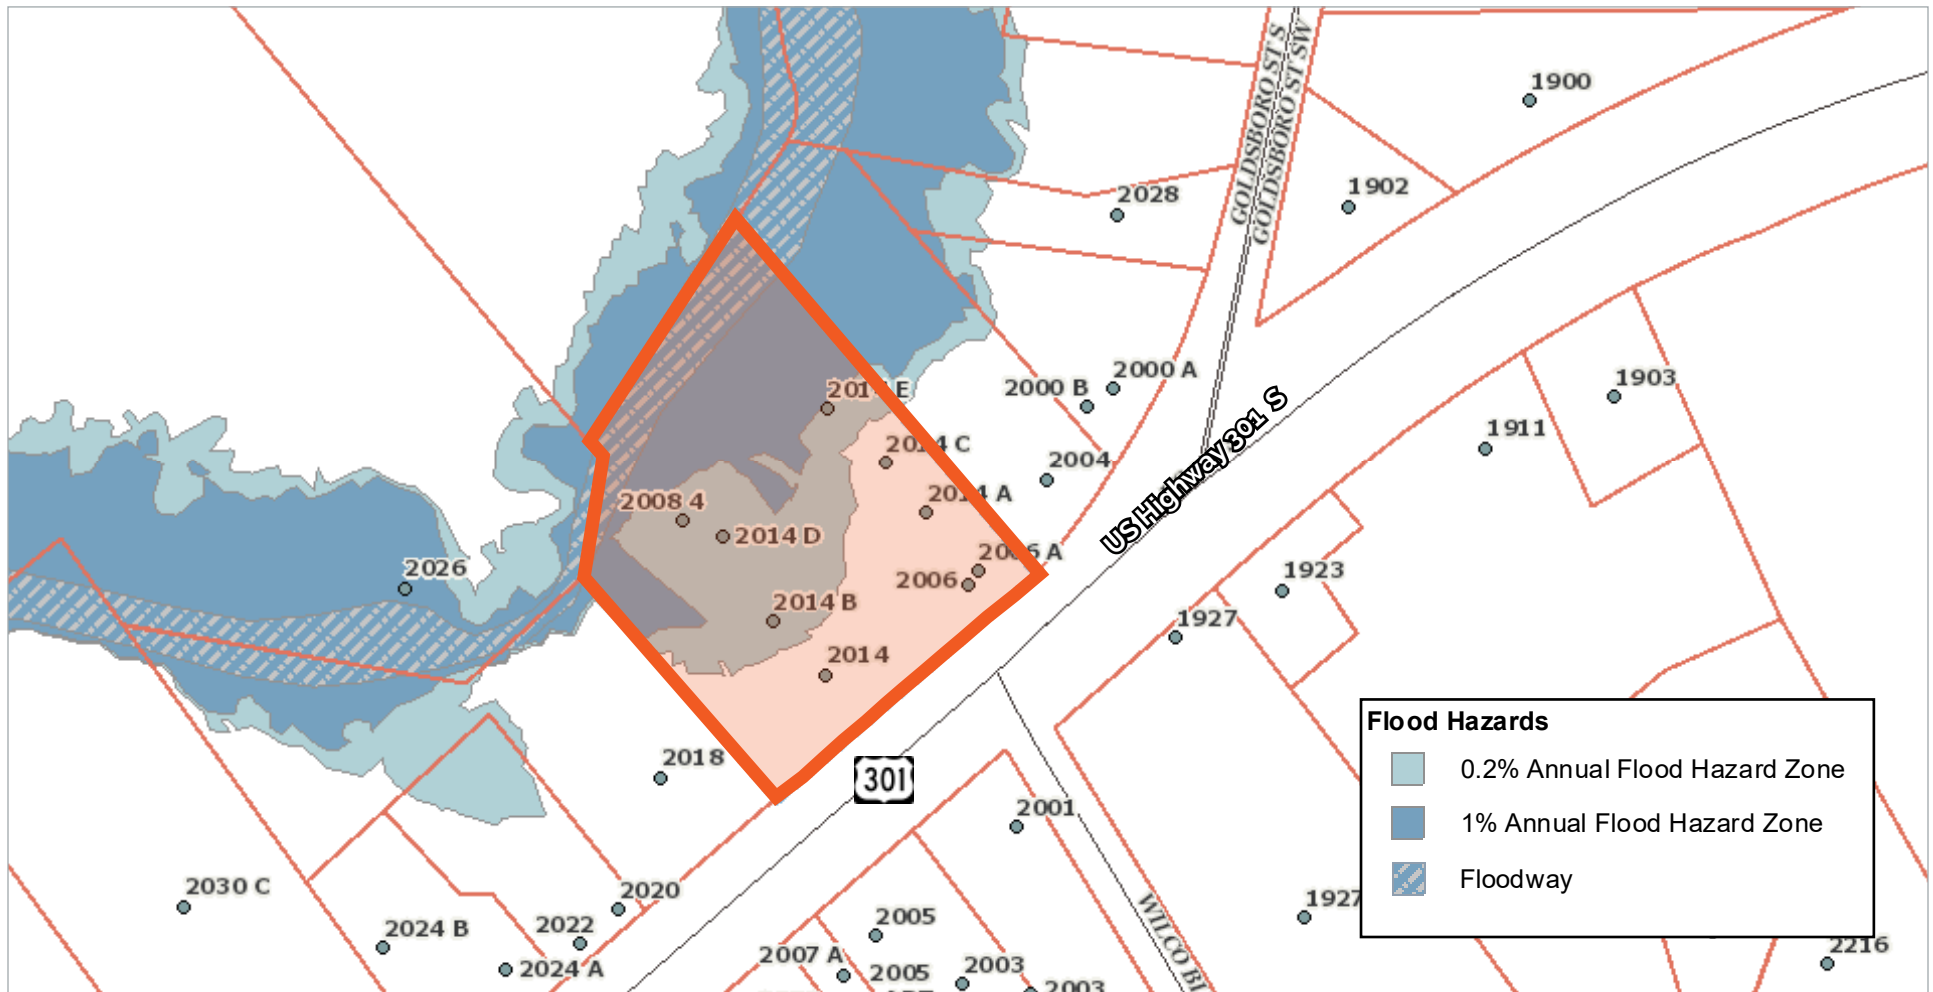 GOLDSBORO ST S
GOLDSBORO ST SW
1900
1902
2028
2000 A
2000 B
1903
1911
2004
US Highway 301 S
2014 C
2014 A
2008 4
2014 D
2006
2026
1923
2014 B
1927
2014
Flood Hazards
0.2% Annual Flood Hazard Zone
1% Annual Flood Hazard Zone
Floodway
2018
301
2001
2030 C
2020
1927
WILCO
2024 B
2022
2005
2216
2007 A
2024 A
2005
2003
2003